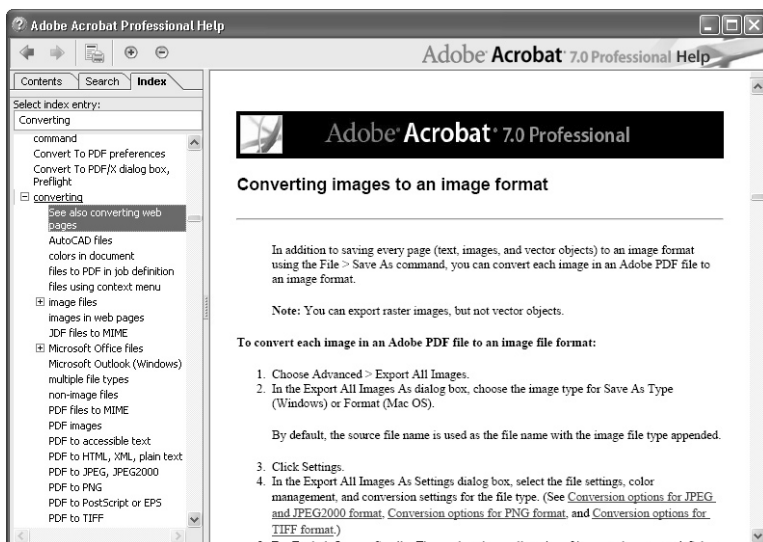 Adobe Acrobat Professional Help
Adobe Acrobat 7.0 Professional Help
Contents Search Index
Select index entry:
Converting
command
Convert To PDF preferences
Convert To PDF/X dialog box,
Preflight
converting
See also converting web
pages
AutoCAD files
colors in document
files to PDF in job definition
files using context menu
image files
images in web pages
JDF files to MIME
Microsoft Office files
Microsoft Outlook (Windows)
multiple file types
non-image files
PDF files to MIME
PDF images
PDF to accessible text
PDF to HTML, XML, plain text
PDF to JPEG, JPEG2000
PDF to PNG
PDF to PostScript or EPS
PDF to TIFF
Adobe Acrobat 7.0 Professional
Converting images to an image format
In addition to saving every page (text, images, and vector objects) to an image format
using the File > Save As command, you can convert each image in an Adobe PDF file to
an image format.
Note: You can export raster images, but not vector objects.
To convert each image in an Adobe PDF file to an image file format:
1. Choose Advanced > Export All Images.
2. In the Export All Images As dialog box, choose the image type for Save As Type
(Windows) or Format (Mac OS).
By default, the source file name is used as the file name with the image file type appended.
3. Click Settings.
4. In the Export All Images As Settings dialog box, select the file settings, color
management, and conversion settings for the file type. (See Conversion options for JPEG
and JPEG2000 format, Conversion options for PNG format, and Conversion options for
TIFF format.)